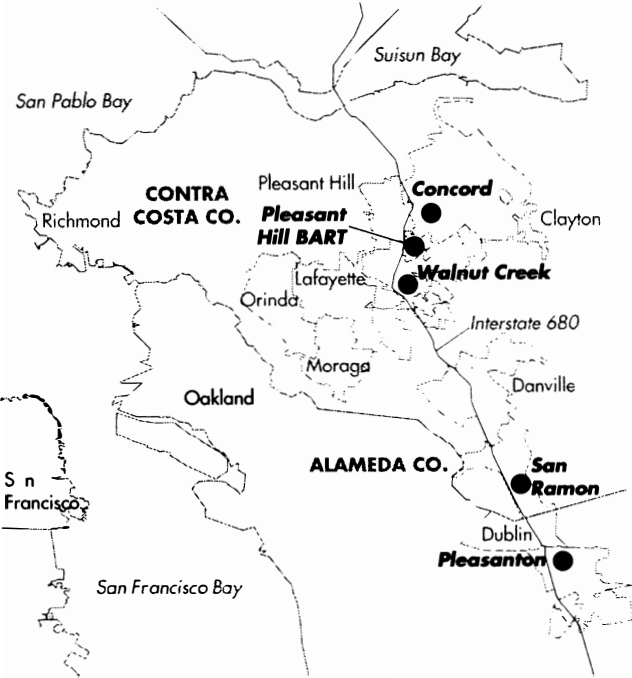 Suisun Bay
San Pablo Bay
Pleasant Hill
CONTRA
COSTA CO.
Concord
Richmond
Pleasant
Hill BART
Clayton
Lafayette
Walnut Creek
Orinda
Interstate 680
Moraga
Danville
Oakland
ALAMEDA CO.
San
Ramon
S n
Francisco
Dublin
Pleasanton
San Francisco Bay